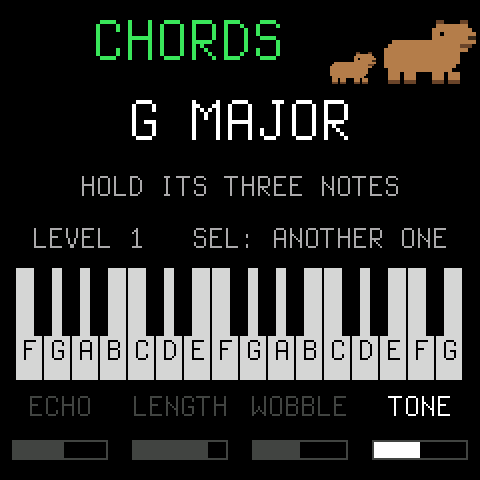 CHORDS
G MAJOR
HOLD ITS THREE NOTES
LEVEL 1 SEL: ANOTHER ONE
F G A B C D E F G A B C D E F G
ECHO LENGTH WOBBLE TONE